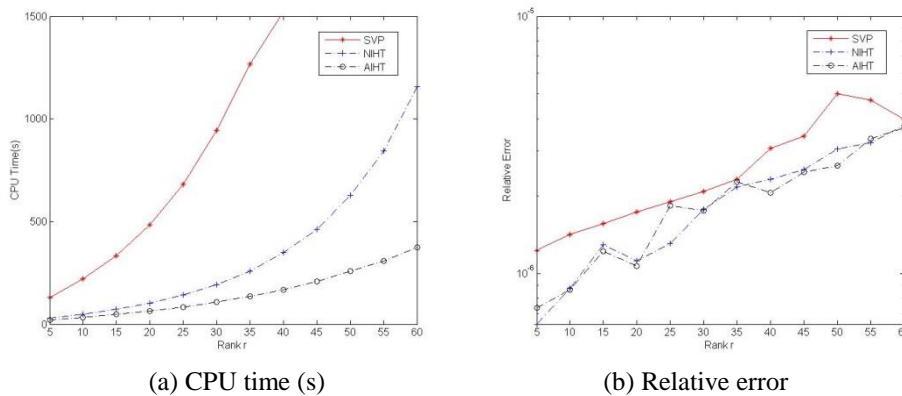 1500
1000
500
0
5 10 15 20 25 30 35 40 45 50 55 60
CPU Time(s)
Rank r
SVP
NIHT
AIHT
(a) CPU time (s)
10^-5
10^-6
5 10 15 20 25 30 35 40 45 50 55 60
Relative Error
Rank r
SVP
NIHT
AIHT
(b) Relative error